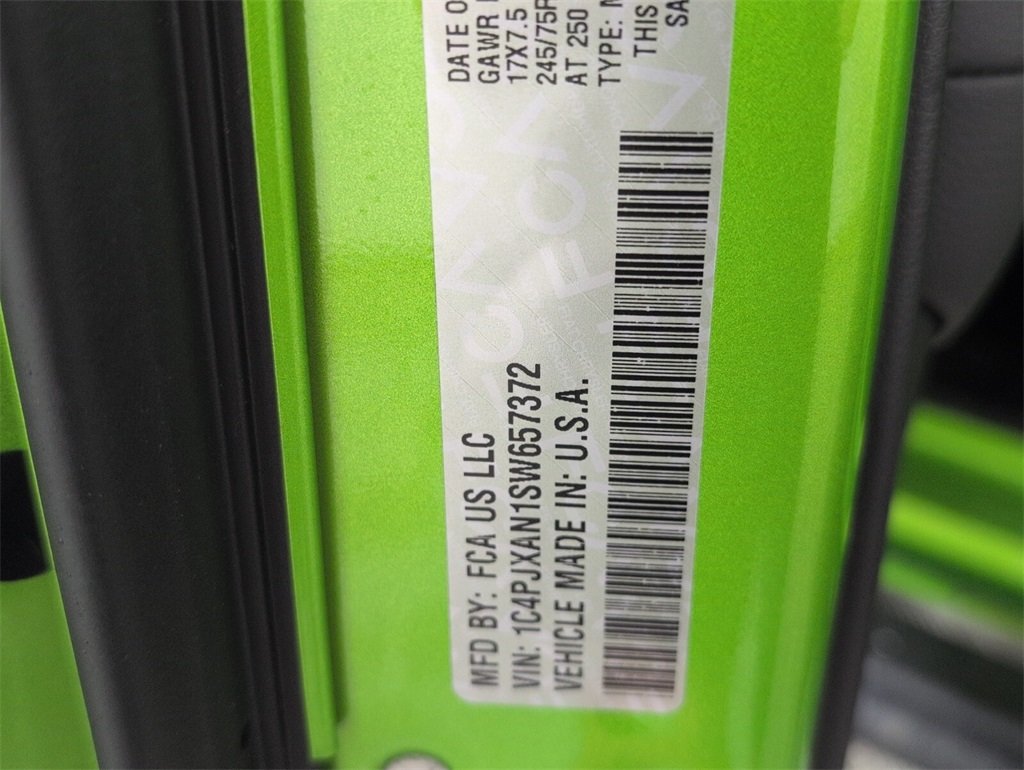 MFD BY: FCA US LLC
VIN: 1C4PJXAN1SW657372
VEHICLE MADE IN: U.S.A.
DATE O
GAWR
17X7.5
245/75R
AT 250
TYPE: M
THIS
SA